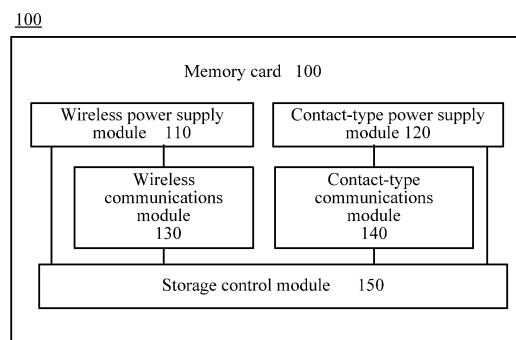 100
Memory card 100
Wireless power supply
module 110
Contact-type power supply
module 120
Wireless
communications
module
130
Contact-type
communications
module
140
Storage control module 150